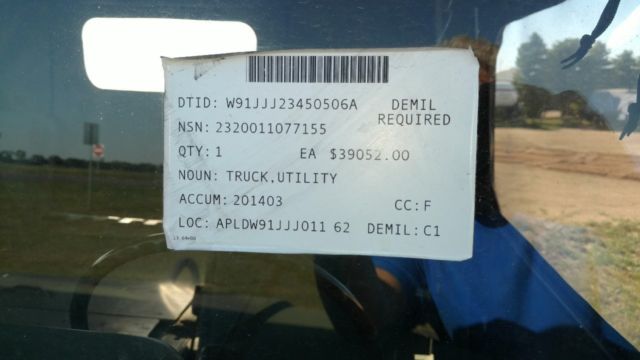 DTID: W91JJJ23450506A DEMIL
REQUIRED
NSN: 2320011077155
QTY: 1 EA $39052.00
NOUN: TRUCK,UTILITY
ACCUM: 201403 CC: F
LOC: APLDW91JJJ011 62 DEMIL: C1